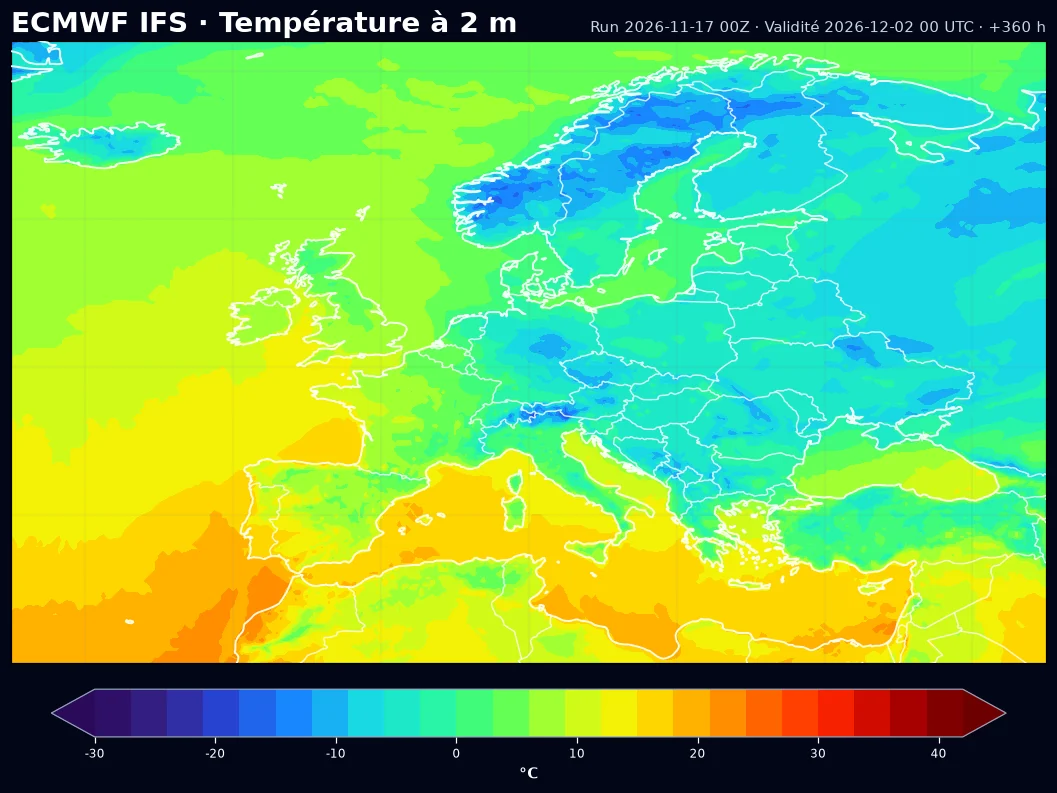 ECMWF IFS · Température à 2 m
Run 2026-11-17 00Z · Validité 2026-12-02 00 UTC · +360 h
-30 -20 -10 0 10 20 30 40
°C